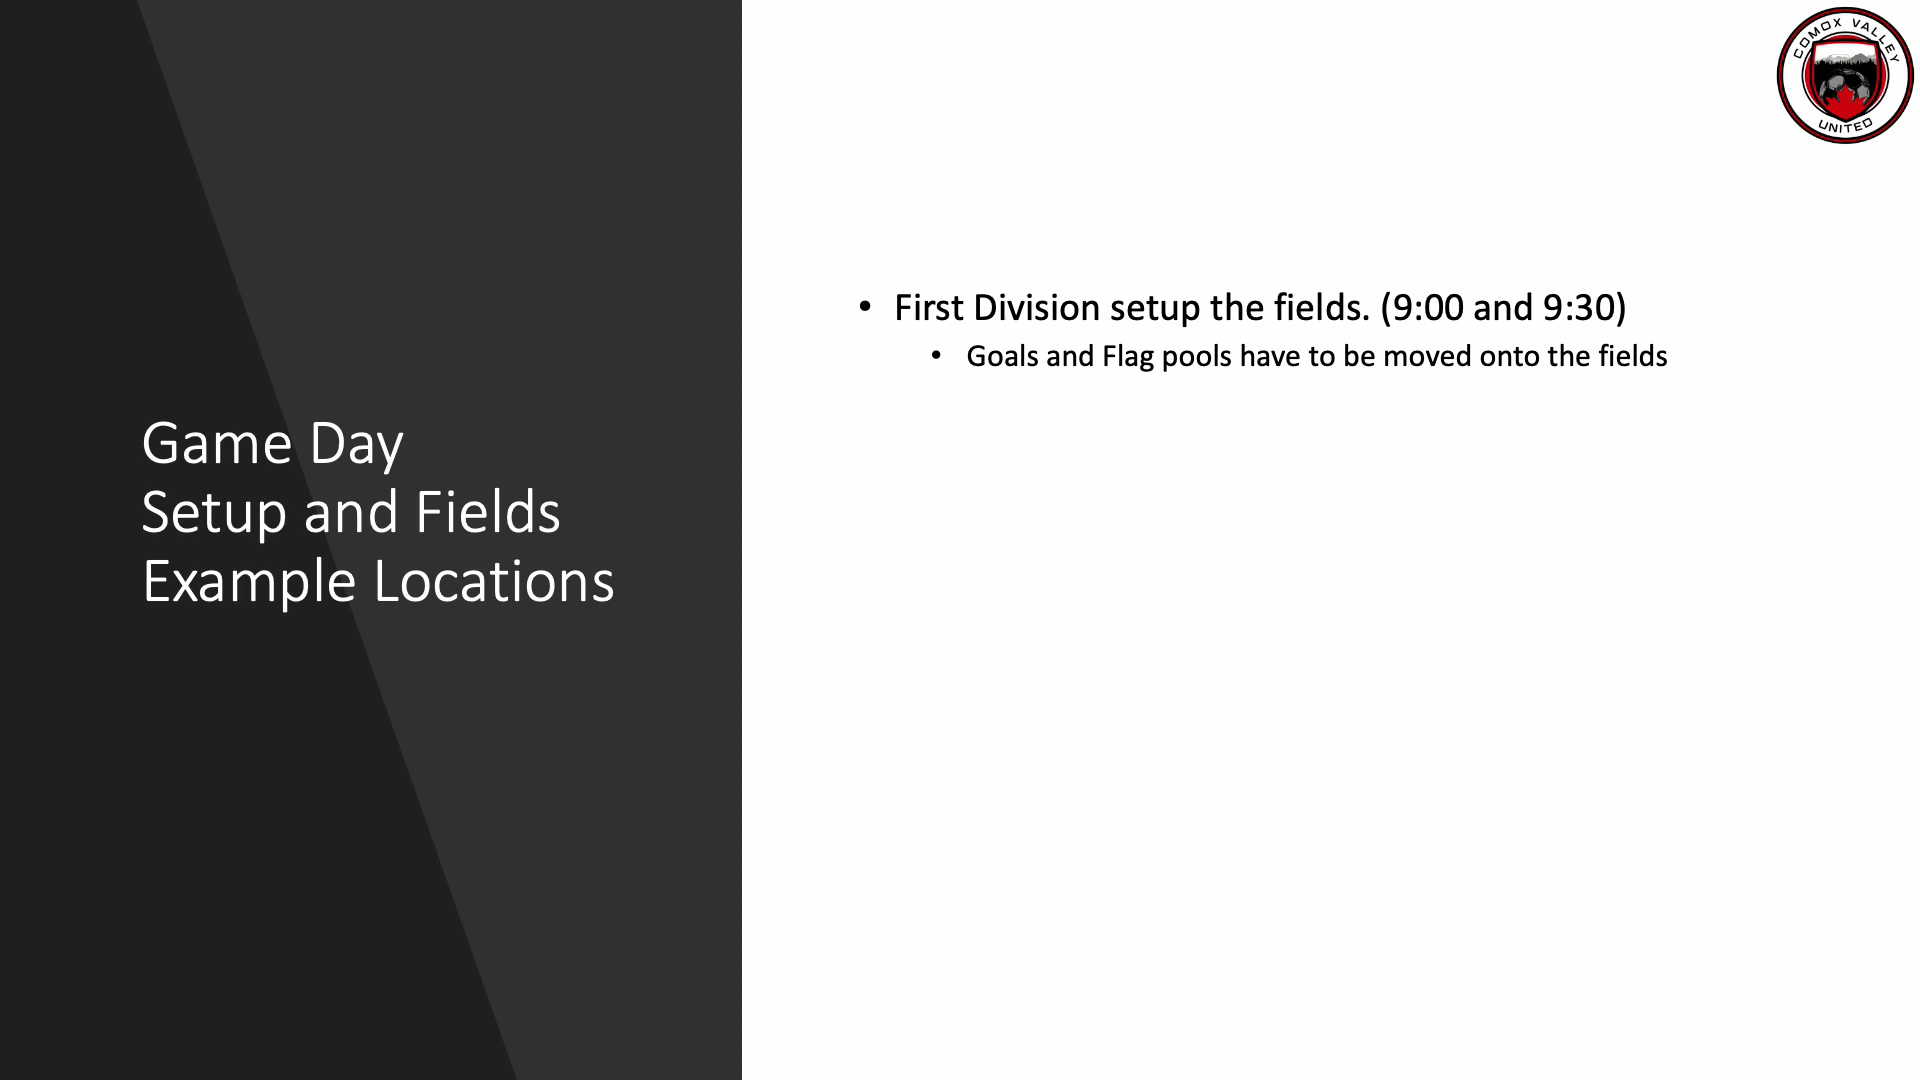 COMOX VALLEY
UNITED
Game Day
Setup and Fields
Example Locations
• First Division setup the fields. (9:00 and 9:30)
• Goals and Flag pools have to be moved onto the fields